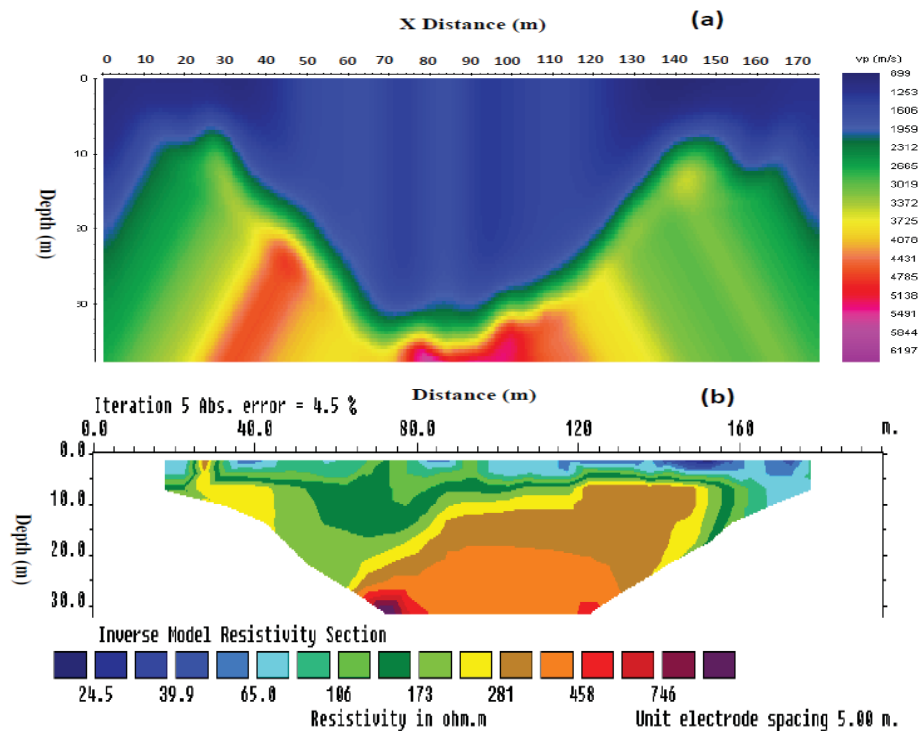 (a)
X Distance (m)
0 10 20 30 40 50 60 70 80 90 100 110 120 130 140 150 170
vp (m/s)
0
10
20
30
Depth (m)
899
1253
1606
1959
2312
2665
3019
3372
3725
4078
4431
4785
5138
5491
5844
6197
Distance (m)
(b)
Iteration 5 Abs. error = 4.5 %
0.0 40.0 80.0 120 160 m.
0.0
10.0
20.0
30.0
Depth (m)
Inverse Model Resistivity Section
24.5 39.9 65.0 106 173 281 458 746
Resistivity in ohm.m
Unit electrode spacing 5.00 m.